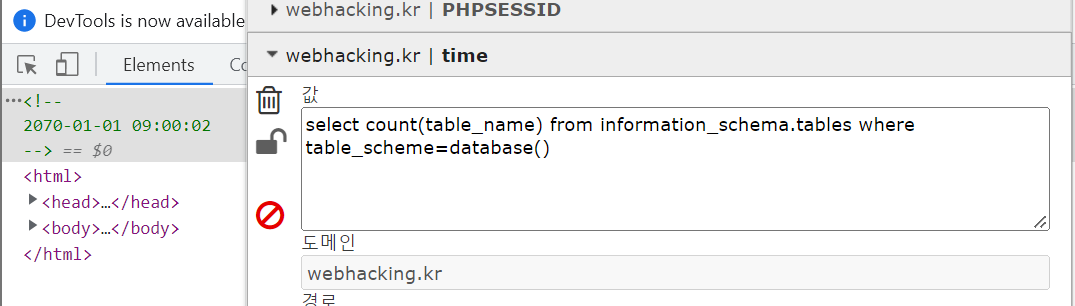 DevTools is now available
webhacking.kr | PHPSESSID
webhacking.kr | time
Elements
Co
값
select count(table_name) from information_schema.tables where
table_scheme=database()
도메인
webhacking.kr
경로
…<!--
2070-01-01 09:00:02
--> == $0
<html>
<head>…</head>
<body>…</body>
</html>